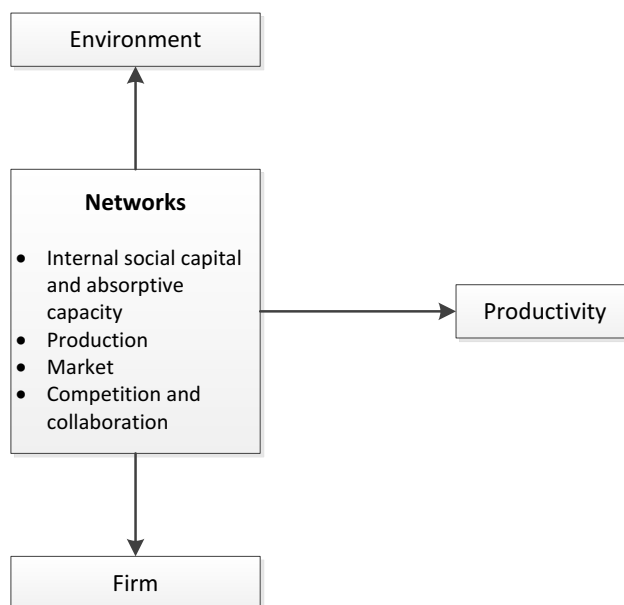 Environment
Networks
• Internal social capital
and absorptive
capacity
• Production
• Market
• Competition and
collaboration
Productivity
Firm